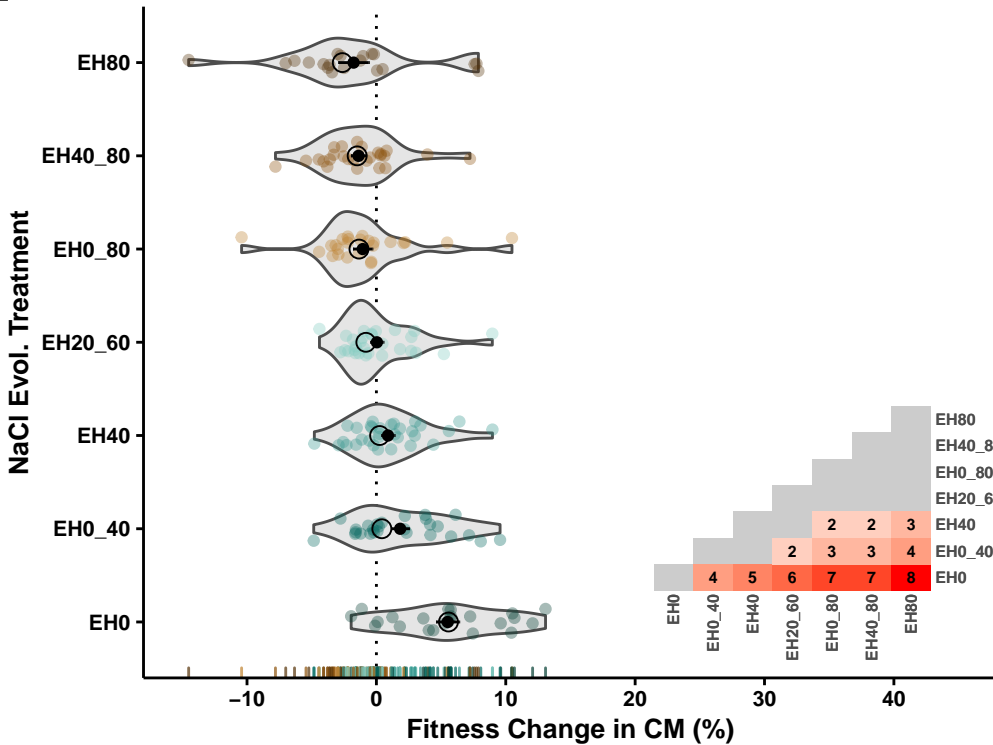 EH80
EH40_80
EH0_80
EH20_60
EH40
EH0_40
EH0
NaCl Evol. Treatment
−10 0 10 20 30 40
Fitness Change in CM (%)
EH80
EH40_8
EH0_80
EH20_6
2 2 3 EH40
2 3 3 4 EH0_40
4 5 6 7 7 8 EH0
EH0 EH0_40 EH40 EH20_60 EH0_80 EH40_80 EH80